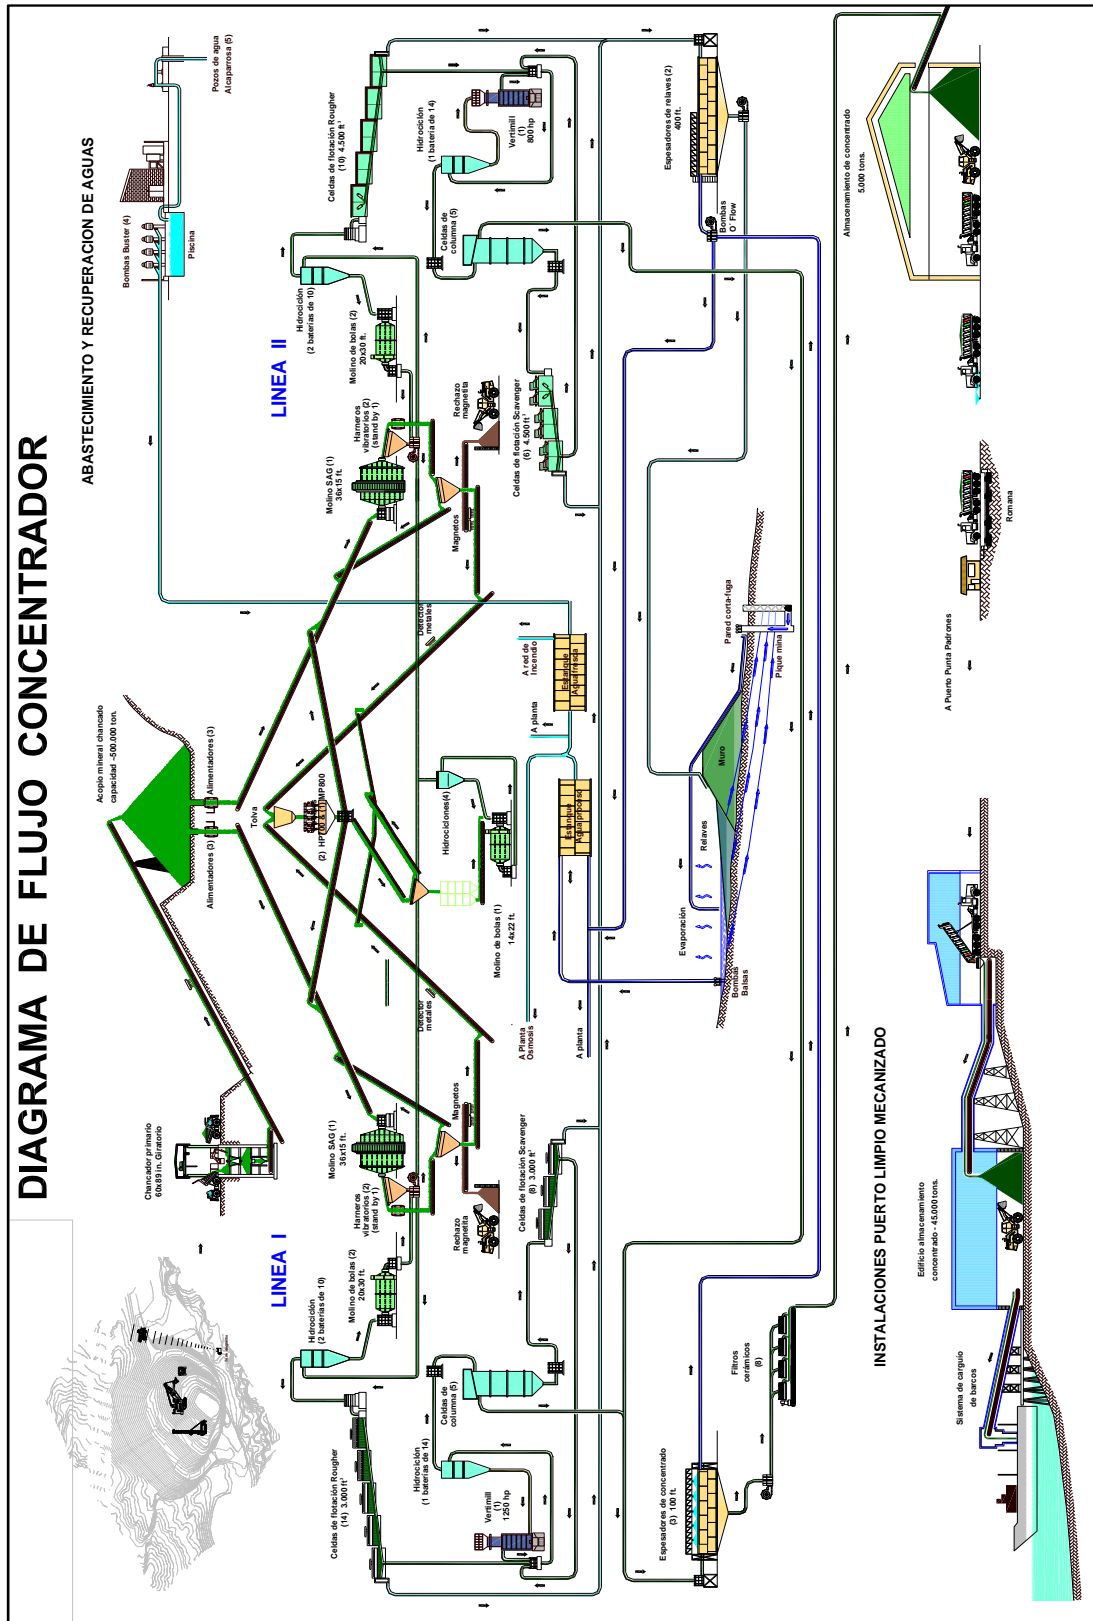 DIAGRAMA DE FLUJO CONCENTRADOR
ABASTECIMIENTO Y RECUPERACION DE AGUAS
Pozos de agua
Alcaparrosa (5)
Bombas Buster (4)
Piscina
Chancador primario
60x89 in. Giratorio
Acopio mineral chancado
capacidad ~500.000 ton.
Alimentadores (3)
Alimentadores (3)
Tolva
(2) HP
MP800
LINEA I
LINEA II
Molino SAG (1)
36x15 ft.
Harneros
vibratorios (2)
(stand by 1)
Molino de bolas (2)
20x30 ft.
Hidrociclón
(2 baterías de 10)
Celdas de flotación Rougher
(14) 3.000 ft³
Molino SAG (1)
36x15 ft.
Harneros
vibratorios (2)
(stand by 1)
Molino de bolas (2)
20x30 ft.
Hidrociclón
(2 baterías de 10)
Celdas de flotación Rougher
(10) 4.500 ft³
Detector
metales
Detector
metales
Magnetos
Magnetos
Rechazo
magnetita
Rechazo
magnetita
Hidrociclones(4)
Molino de bolas (1)
14x22 ft.
Hidrociclón
(1 baterías de 14)
Vertimill
(1)
1250 hp
Celdas de
columna (5)
Celdas de flotación Scavenger
(8) 3.000 ft³
Hidrociclón
(1 batería de 14)
Vertimill
(1)
800 hp
Celdas de
columna (5)
Celdas de flotación Scavenger
(6) 4.500 ft³
A red de
Incendio
Estanque
Agua fresca
A planta
Estanque
Agua proceso
A Planta
Osmosis
A planta
Espesadores de relaves (2)
400 ft.
Bombas
O' Flow
Pared corta-fuga
Pique mina
Muro
Relaves
Evaporación
Bombas
Balsas
Espesadores de concentrado
(3) 100 ft.
Filtros
cerámicos
(8)
Almacenamiento de concentrado
5.000 tons.
Romana
A Puerto Punta Padrones
INSTALACIONES PUERTO LIMPIO MECANIZADO
Edificio almacenamiento
concentrado - 45.000 tons.
Sistema de carguio
de barcos